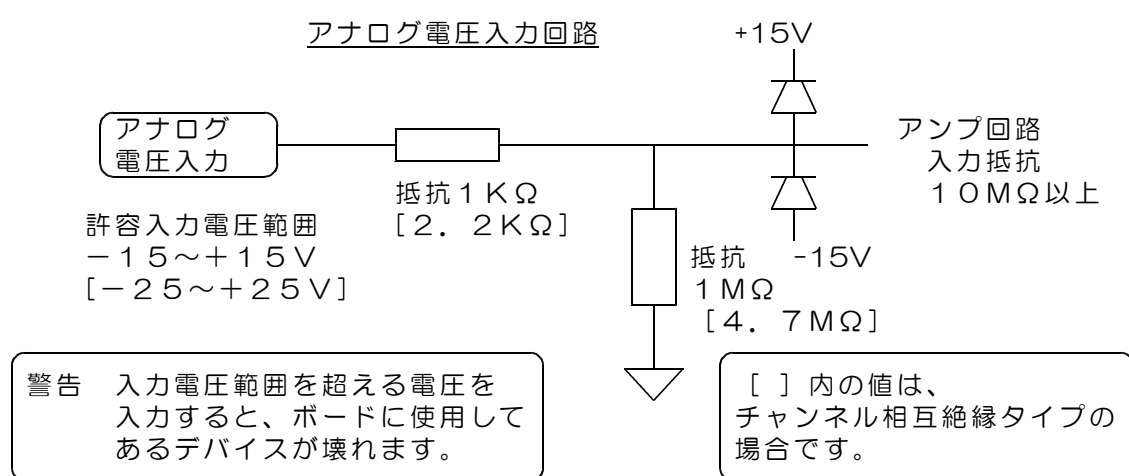 アナログ電圧入力回路
+15V
アナログ
電圧入力
抵抗1KΩ
[2. 2KΩ]
許容入力電圧範囲
-15～+15V
[-25～+25V]
アンプ回路
入力抵抗
10MΩ以上
抵抗
1MΩ
[4. 7MΩ]
-15V
警告 入力電圧範囲を超える電圧を
入力すると、ボードに使用して
あるデバイスが壊れます。
[ ]内の値は、
チャンネル相互絶縁タイプの
場合です。